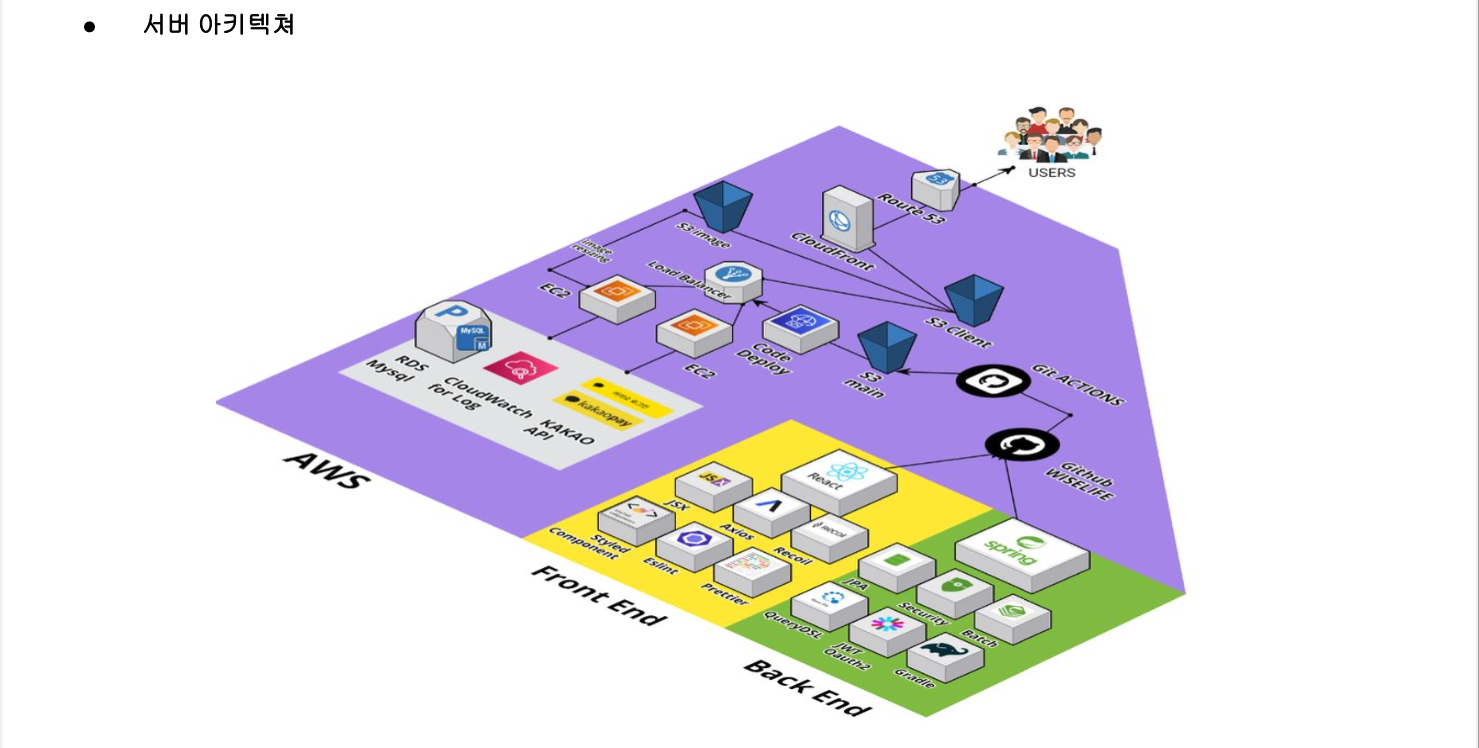 ● 서버 아키텍쳐
USERS
53
Route 53
CloudFront
S3 image
image
resizing
Load Balancer
EC2
EC2
S3 Client
Code
Deploy
S3
main
Git ACTIONS
Github
WISELIFE
P
MySQL
M
RDS
Mysql
CloudWatch
for Log
kakaopay
KAKAO
API
AWS
React
JSX
JSX
Axios
RECOIL
Recoil
Styled
Component
Eslint
Prettier
Front End
spring
JPA
Security
Batch
QueryDSL
JWT
Oauth2
Gradle
Back End